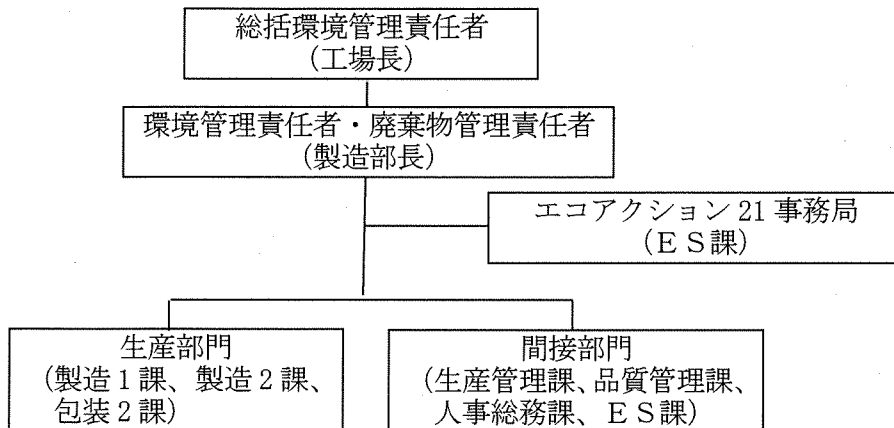 総括環境管理責任者
(工場長)
環境管理責任者・廃棄物管理責任者
(製造部長)
エコアクション 21 事務局
(ＥＳ課)
生産部門
(製造1課、製造2課、
包装2課)
間接部門
(生産管理課、品質管理課、
人事総務課、ＥＳ課)